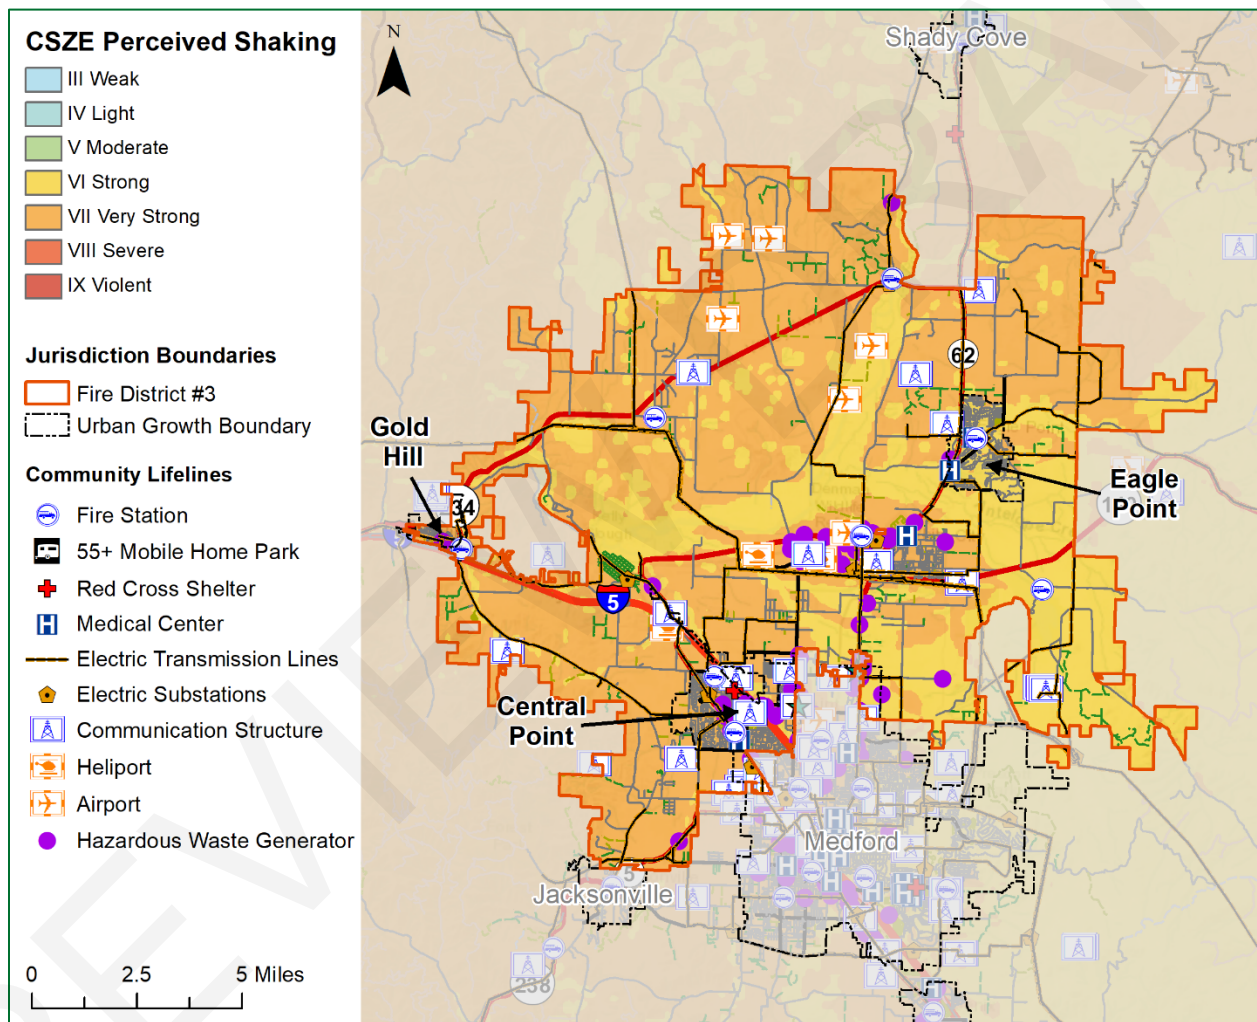 CSZE Perceived Shaking
III Weak
IV Light
V Moderate
VI Strong
VII Very Strong
VIII Severe
IX Violent
Jurisdiction Boundaries
Fire District #3
Urban Growth Boundary
Community Lifelines
Fire Station
55+ Mobile Home Park
Red Cross Shelter
Medical Center
Electric Transmission Lines
Electric Substations
Communication Structure
Heliport
Airport
Hazardous Waste Generator
0 2.5 5 Miles
N
Shady Cove
62
Gold
Hill
34
Eagle
Point
5
Central
Point
Medford
Jacksonville
238